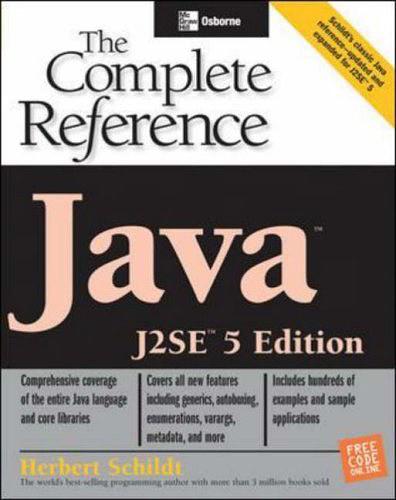 Mc
Graw
Hill
Osborne
The
Complete
Reference
Schildt's classic Java
reference—updated and
expanded for J2SE™ 5
Java™
J2SE™ 5 Edition
Comprehensive coverage
of the entire Java language
and core libraries
Covers all new features
including generics, autoboxing,
enumerations, varargs,
metadata, and more
Includes hundreds of
examples and sample
applications
FREE
CODE
ONLINE
Herbert Schildt
The world's best-selling programming author with more than 3 million books sold